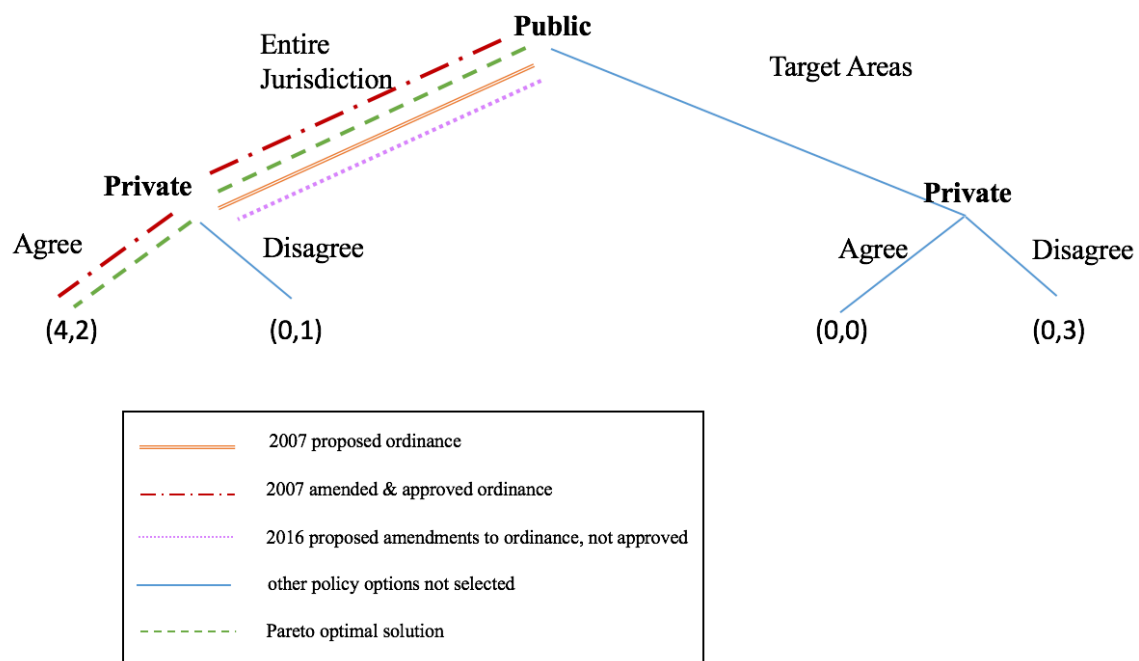 Public
Entire
Jurisdiction
Target Areas
Private
Private
Agree
Disagree
Agree
Disagree
(4,2)
(0,1)
(0,0)
(0,3)
2007 proposed ordinance
2007 amended & approved ordinance
2016 proposed amendments to ordinance, not approved
other policy options not selected
Pareto optimal solution